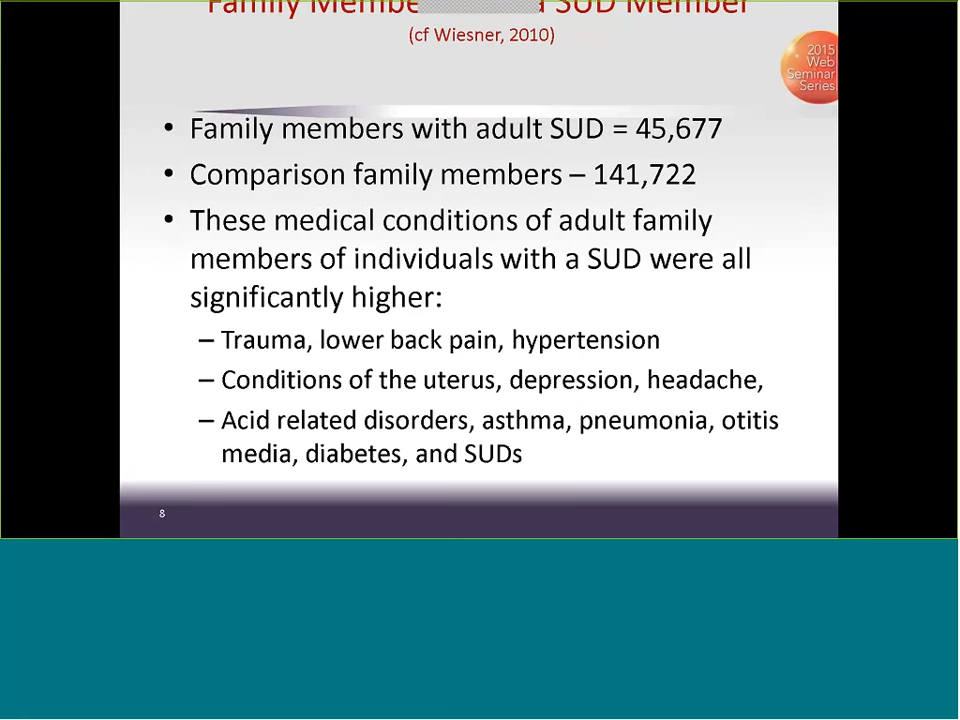 Family Membe SUD Member
(cf Wiesner, 2010)
2015
Web
Seminar
Series
• Family members with adult SUD = 45,677
• Comparison family members – 141,722
• These medical conditions of adult family
members of individuals with a SUD were all
significantly higher:
– Trauma, lower back pain, hypertension
– Conditions of the uterus, depression, headache,
– Acid related disorders, asthma, pneumonia, otitis
media, diabetes, and SUDs
8